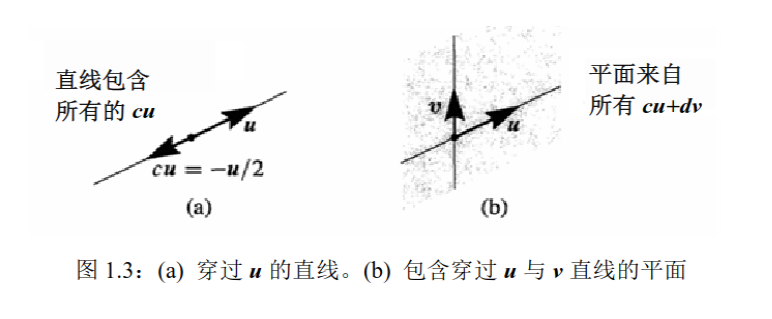 直线包含
所有的 cu
u
cu = −u/2
(a)
v
u
(b)
平面来自
所有 cu+dv
图 1.3：(a) 穿过 u 的直线。(b) 包含穿过 u 与 v 直线的平面